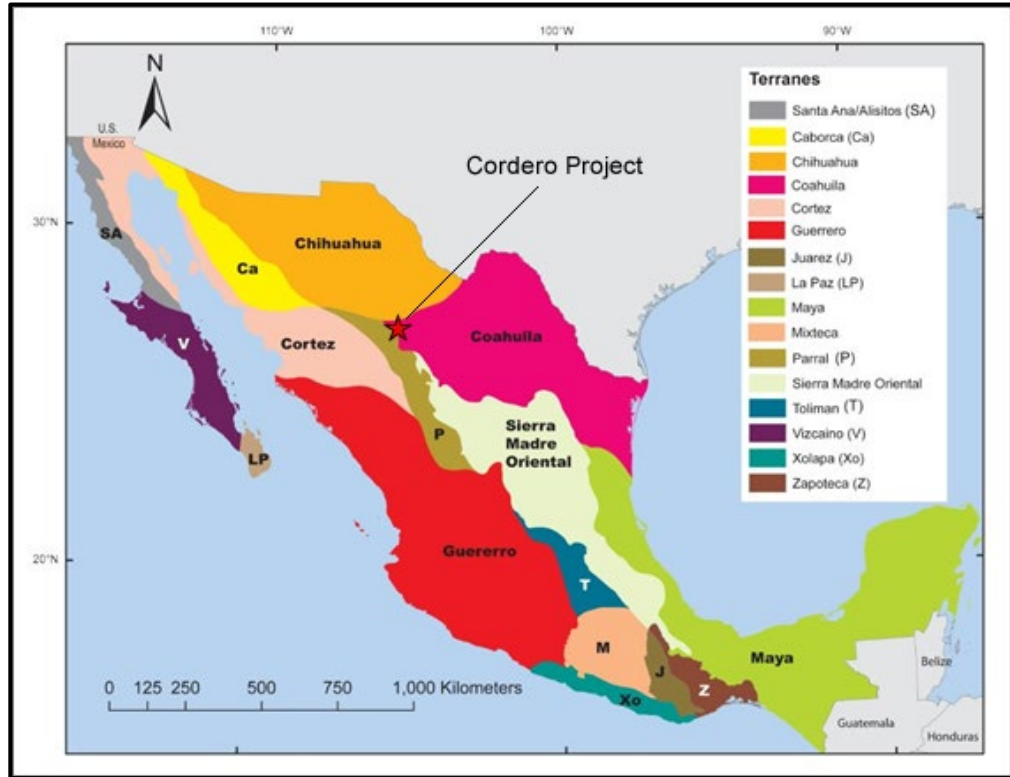 110°W
100°W
90°W
N
U.S.
Mexico
Cordero Project
30°N
20°N
SA
Ca
Chihuahua
Coahulla
Cortez
V
LP
P
Sierra
Madre
Oriental
Guererro
T
M
J
Z
Xo
Maya
Belize
Guatemala
Honduras
0 125 250 500 750 1,000 Kilometers
Terranes
Santa Ana/Alisitos (SA)
Caborca (Ca)
Chihuahua
Coahuila
Cortez
Guerrero
Juarez (J)
La Paz (LP)
Maya
Mixteca
Parral (P)
Sierra Madre Oriental
Toliman (T)
Vizcaino (V)
Xolapa (Xo)
Zapoteca (Z)